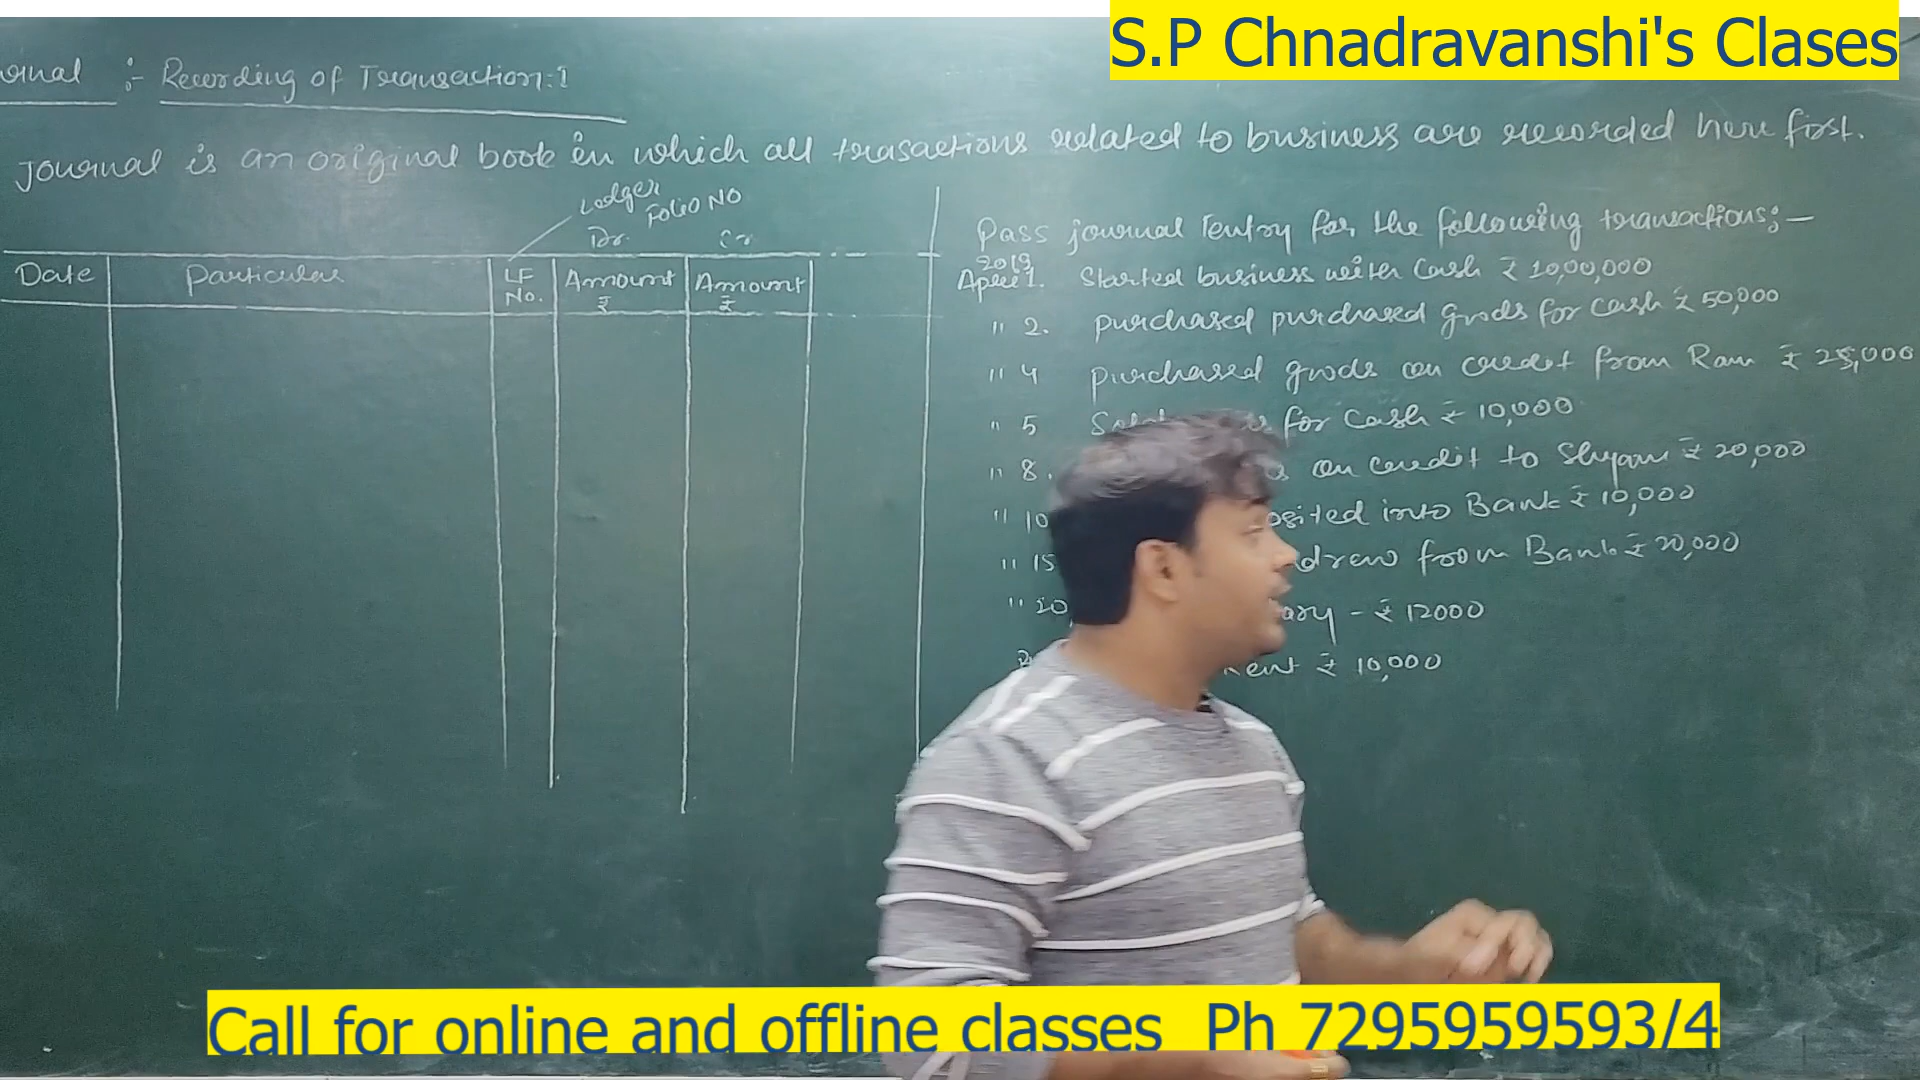 S.P Chnadravanshi's Clases
ournal :- Recording of Transaction:-
Journal is an original book in which all trasactions related to business are recorded here first.
Ledger
Folio NO
Dr. Cr.
Date Particular LF No. Amount ₹ Amount ₹
Pass journal Entry for the following transactions:-
2019
April 1. Started business with Cash ₹ 10,00,000
" 2. purchased purchased goods for cash ₹ 50,000
" 4 purchased goods on credit from Ram ₹ 25,000
" 5 for Cash ₹ 10,000
" 8. on credit to Shyam ₹ 20,000
" 10 osited into Bank ₹ 10,000
" 15 drew from Bank ₹ 20,000
" 20, ary - ₹ 12000
Rent ₹ 10,000
Call for online and offline classes Ph 7295959593/4